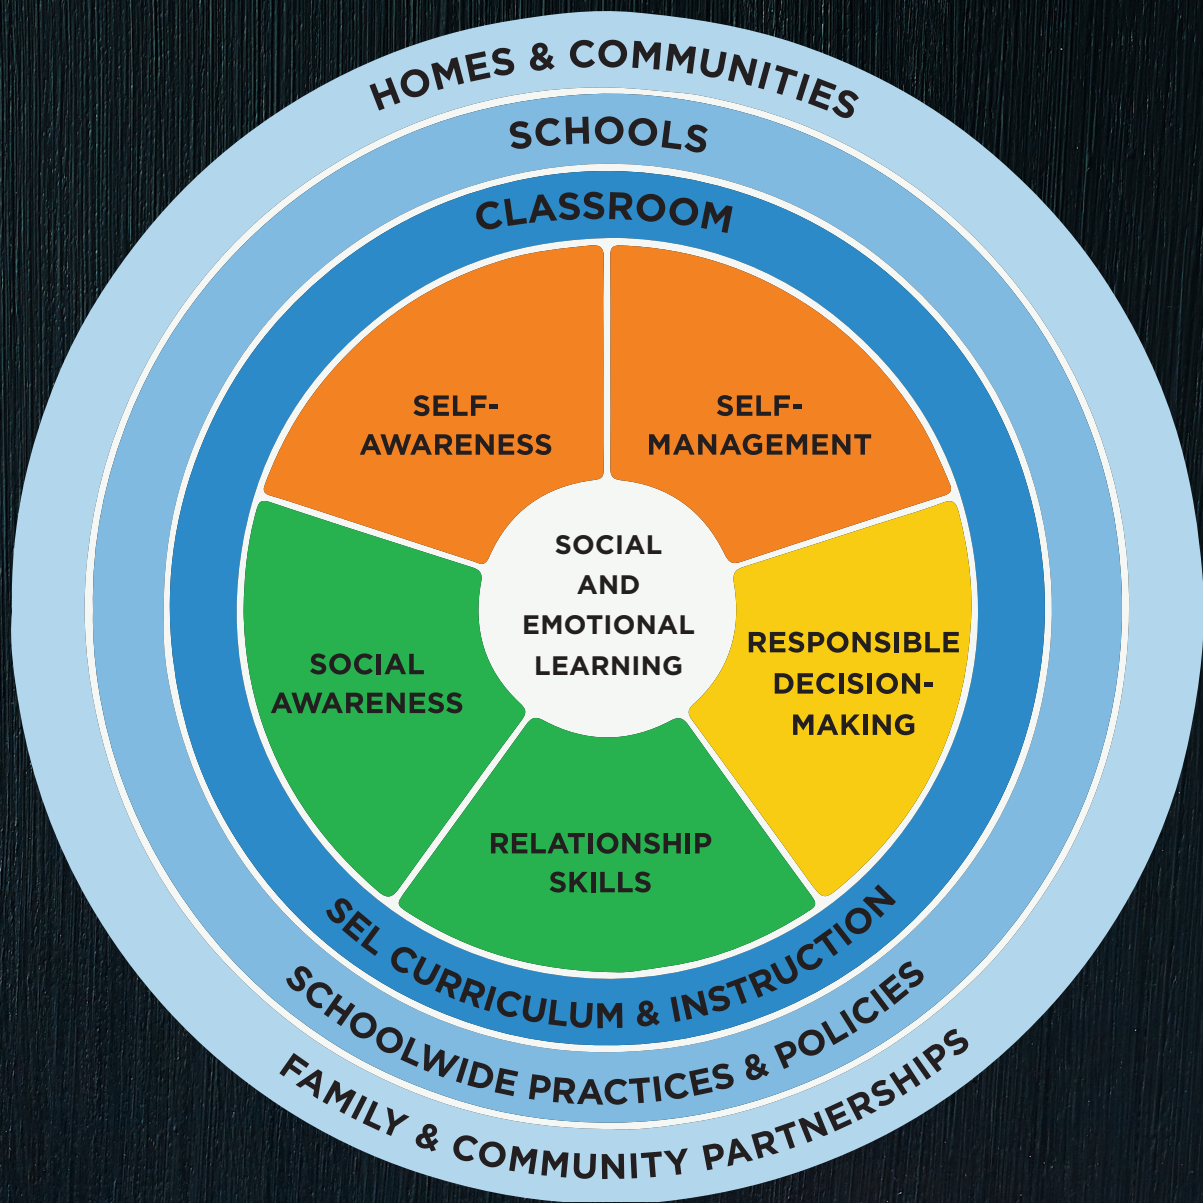 HOMES & COMMUNITIES
SCHOOLS
CLASSROOM
SELF-
AWARENESS
SELF-
MANAGEMENT
SOCIAL
AND
EMOTIONAL
LEARNING
SOCIAL
AWARENESS
RESPONSIBLE
DECISION-
MAKING
RELATIONSHIP
SKILLS
SEL CURRICULUM & INSTRUCTION
SCHOOLWIDE PRACTICES & POLICIES
FAMILY & COMMUNITY PARTNERSHIPS